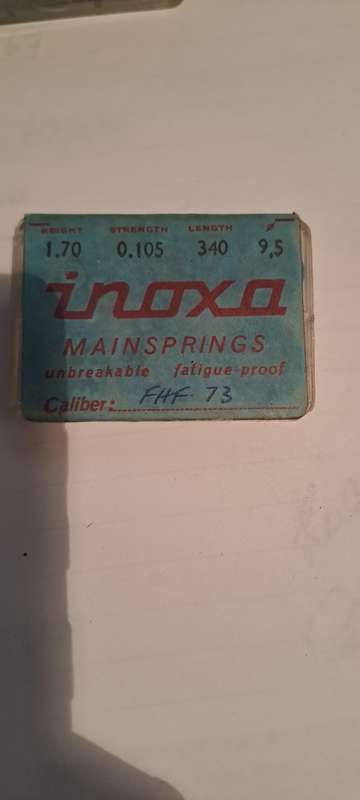 HEIGHT STRENGTH LENGTH ø
1.70 0.105 340 9,5
inoxa
MAINSPRINGS
unbreakable fatigue-proof
Caliber: FHF 73